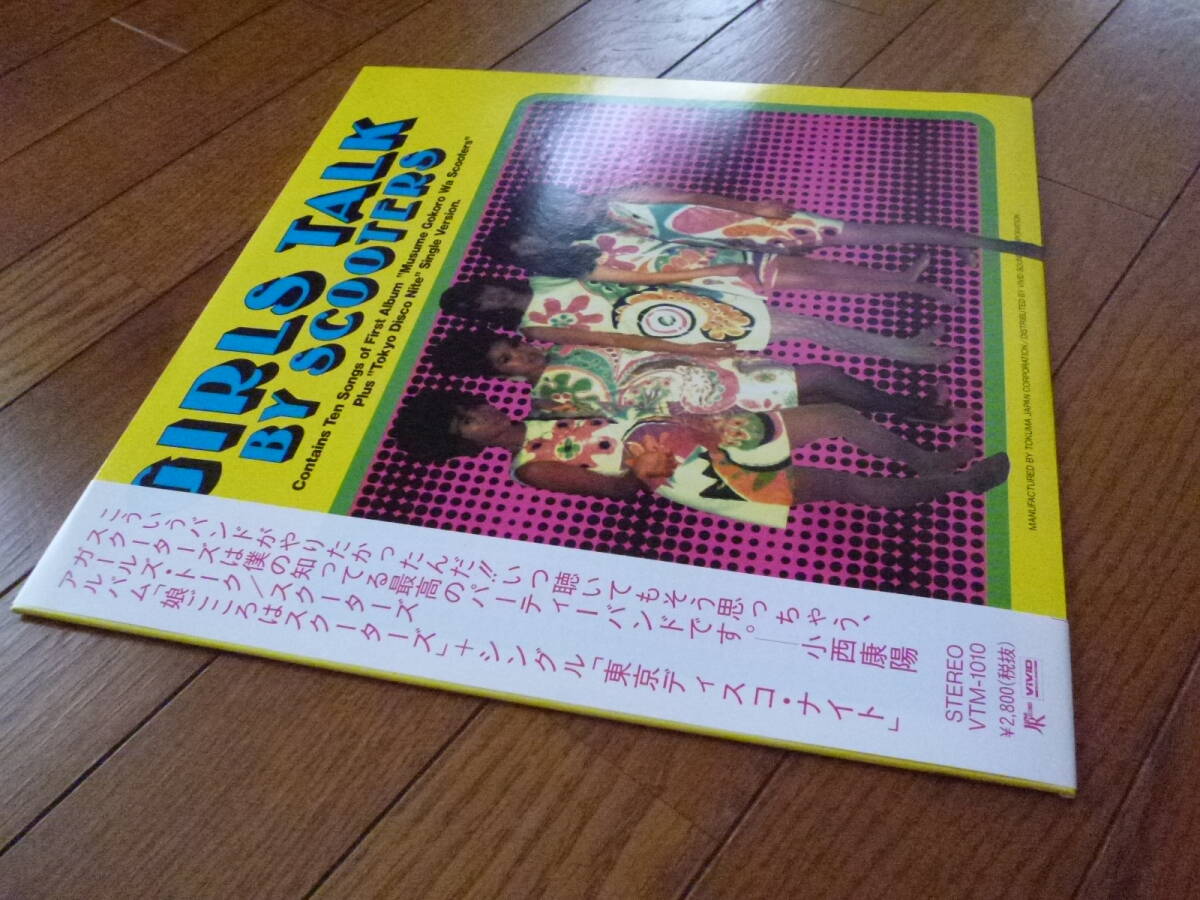 GIRLS TALK
BY SCOOTERS
Contains Ten Songs of First Album "Musume Gokoro Wa Scooters"
Plus "Tokyo Disco Nite" Single Version.
MANUFACTURED BY TOKUMA JAPAN CORPORATION / DISTRIBUTED BY VIVID SOUND CORPORATION
こういうバンドがやりたかったんだ!!いつ聴いてもそう思っちゃう、
スクーターズは僕の知ってる最高のパーティーバンドです。——小西康陽
ガールズ・トーク/スクーターズ
アルバム「娘ごころはスクーターズ」+シングル「東京ディスコ・ナイト」
STEREO
VTM-1010
¥2,800(税抜)
VIVID